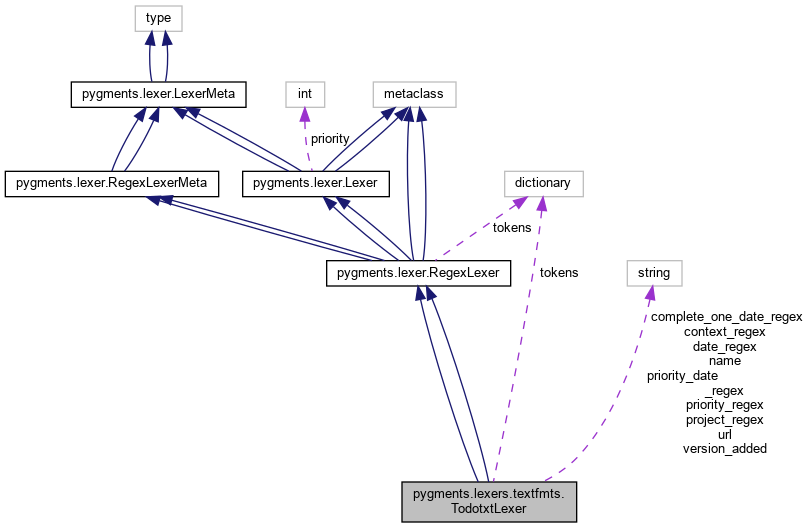 type
pygments.lexer.LexerMeta
int
metaclass
priority
pygments.lexer.RegexLexerMeta
pygments.lexer.Lexer
dictionary
tokens
pygments.lexer.RegexLexer
tokens
string
complete_one_date_regex
context_regex
date_regex
name
priority_date
_regex
priority_regex
project_regex
url
version_added
pygments.lexers.textfmts.
TodotxtLexer